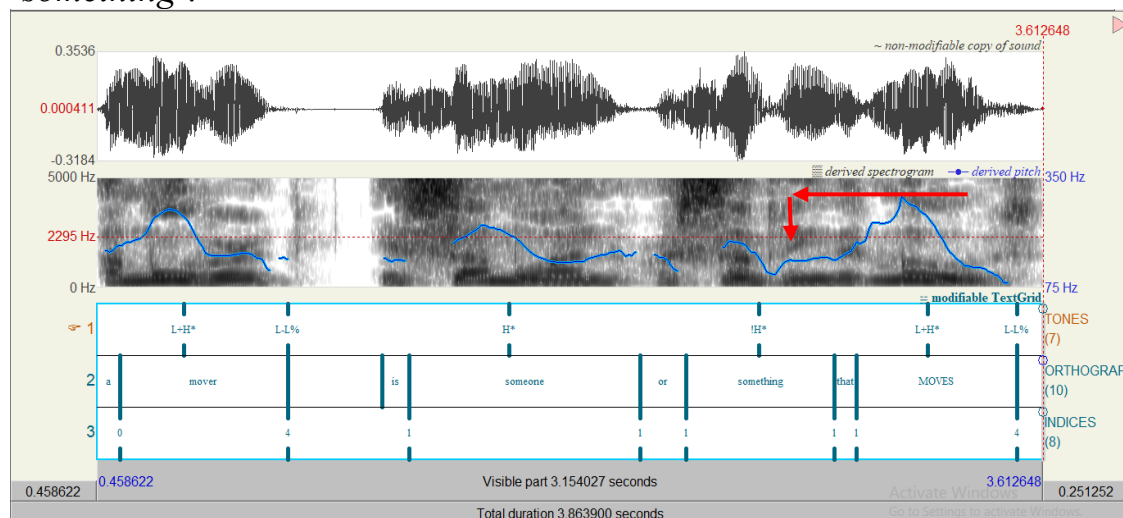 something".
3.612648
0.3536
~ non-modifiable copy of sound
0.000411
-0.3184
5000 Hz
derived spectrogram
derived pitch
350 Hz
2295 Hz
0 Hz
75 Hz
modifiable TextGrid
1 L+H* L-L% H* !H* L+H* L-L% TONES
(7)
2 a mover is someone or something that MOVES ORTHOGRAP
(10)
3 0 4 1 1 1 1 1 4 INDICES
(8)
0.458622 0.458622 Visible part 3.154027 seconds 3.612648 0.251252
Total duration 3.863900 seconds
Activate Windows
Go to Settings to activate Windows.